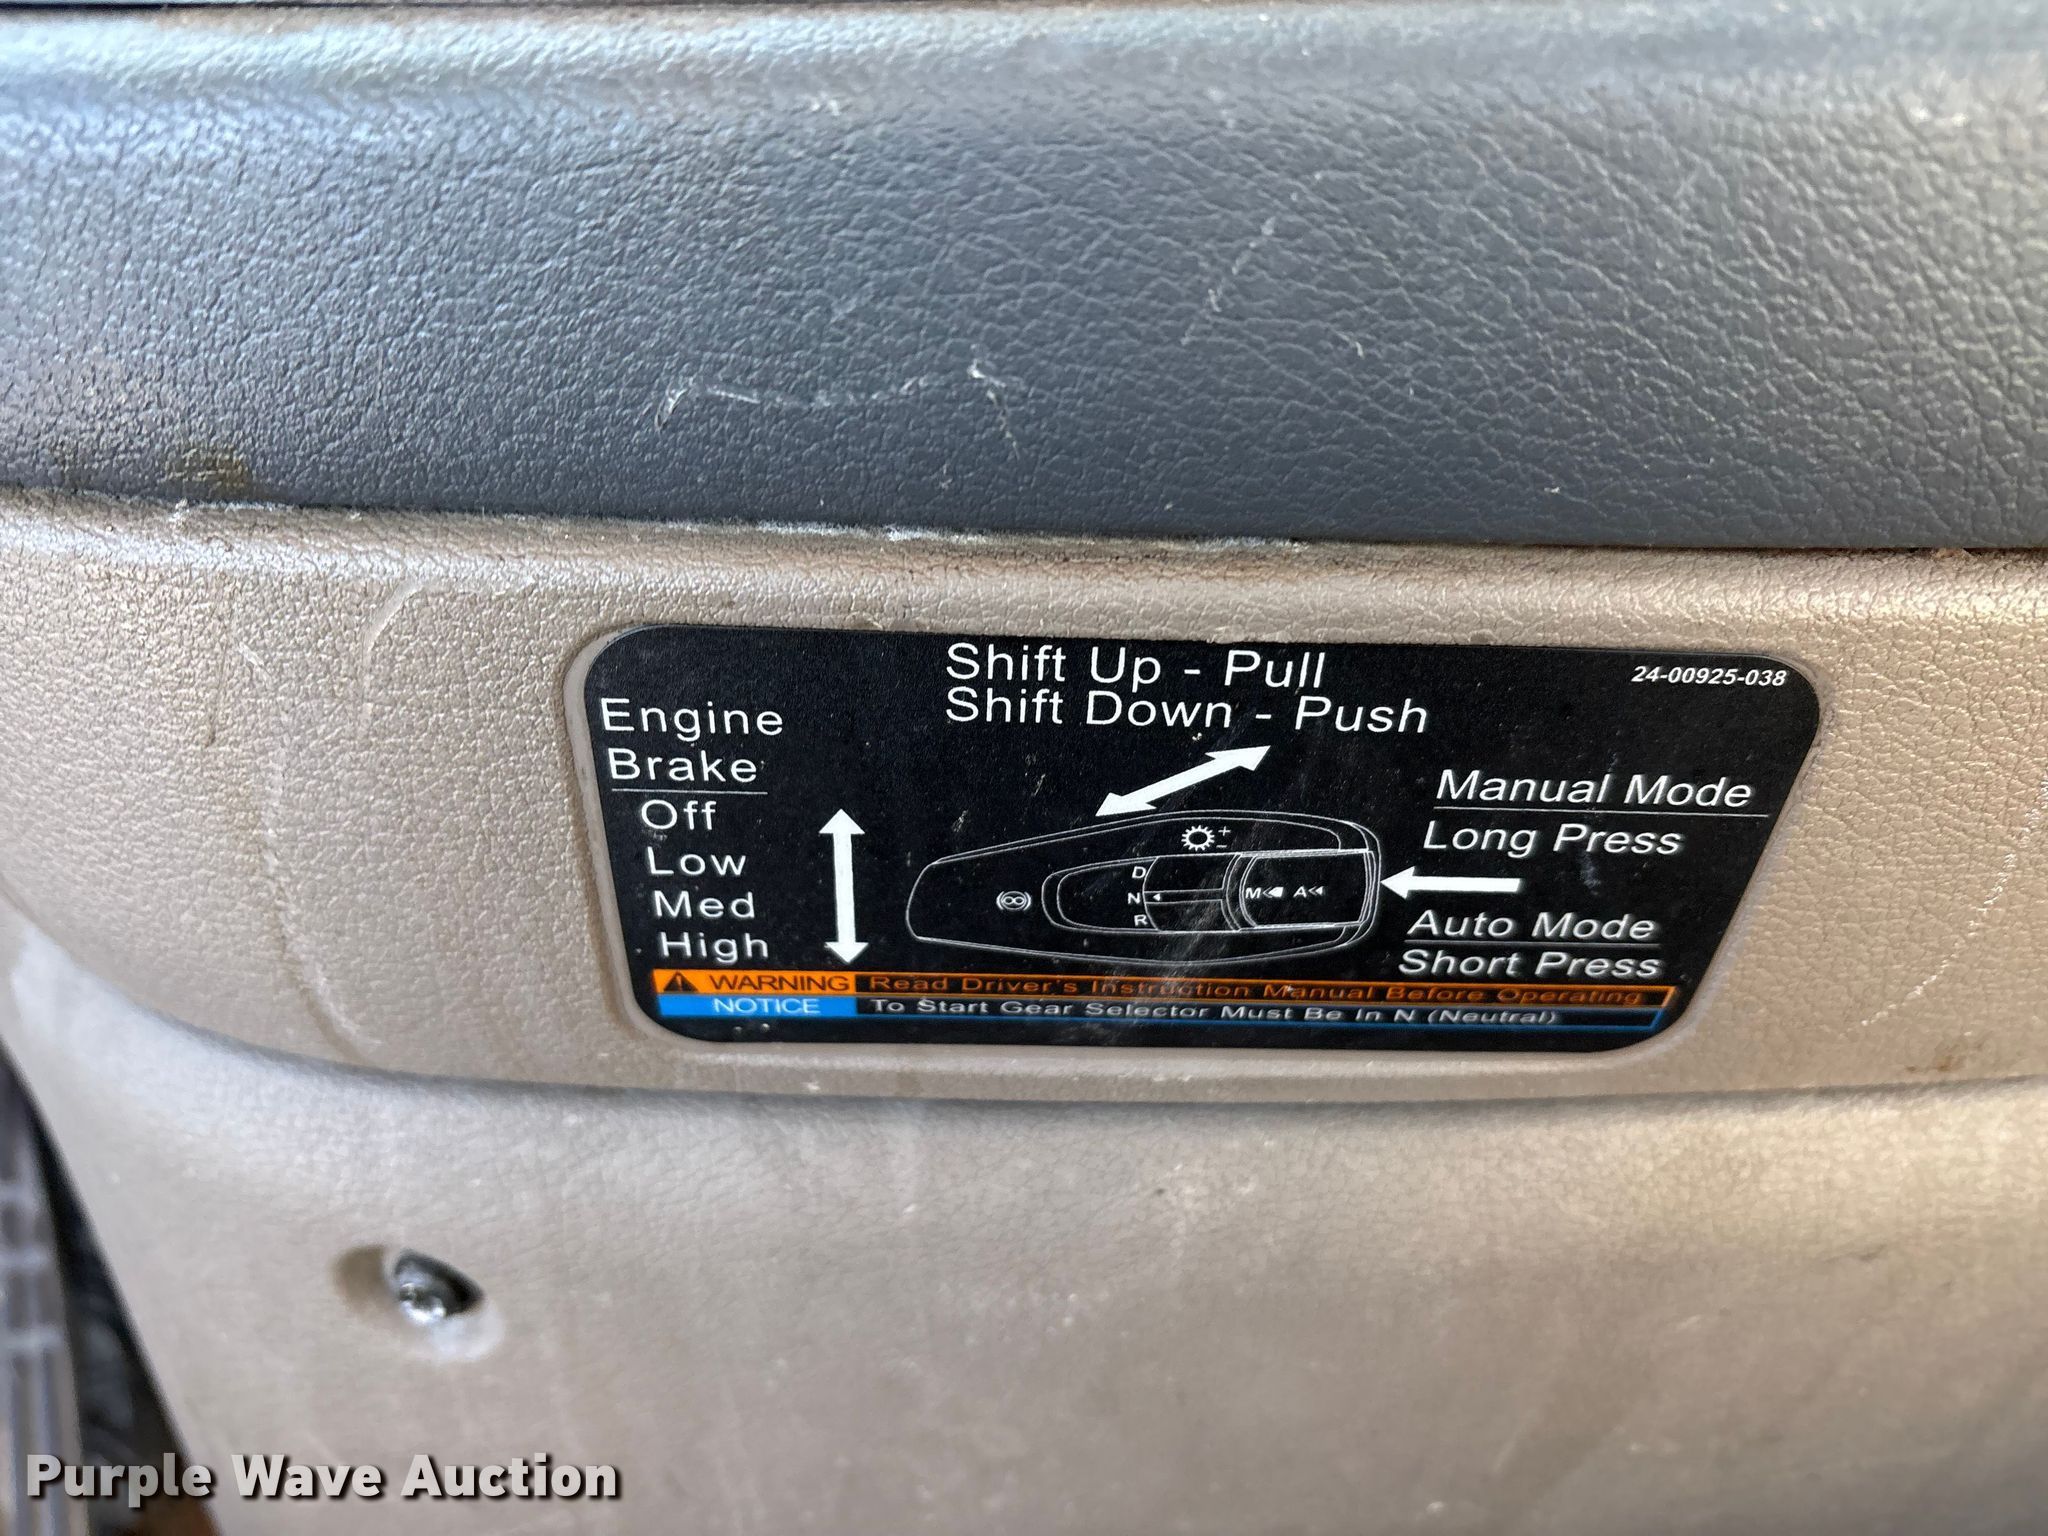 Shift Up - Pull
Shift Down - Push
24-00925-038
Engine
Brake
Off
Low
Med
High
+
-
D
N
R
M A
Manual Mode
Long Press
Auto Mode
Short Press
WARNING Read Driver's Instruction Manual Before Operating
NOTICE To Start Gear Selector Must Be In N (Neutral)
Purple Wave Auction